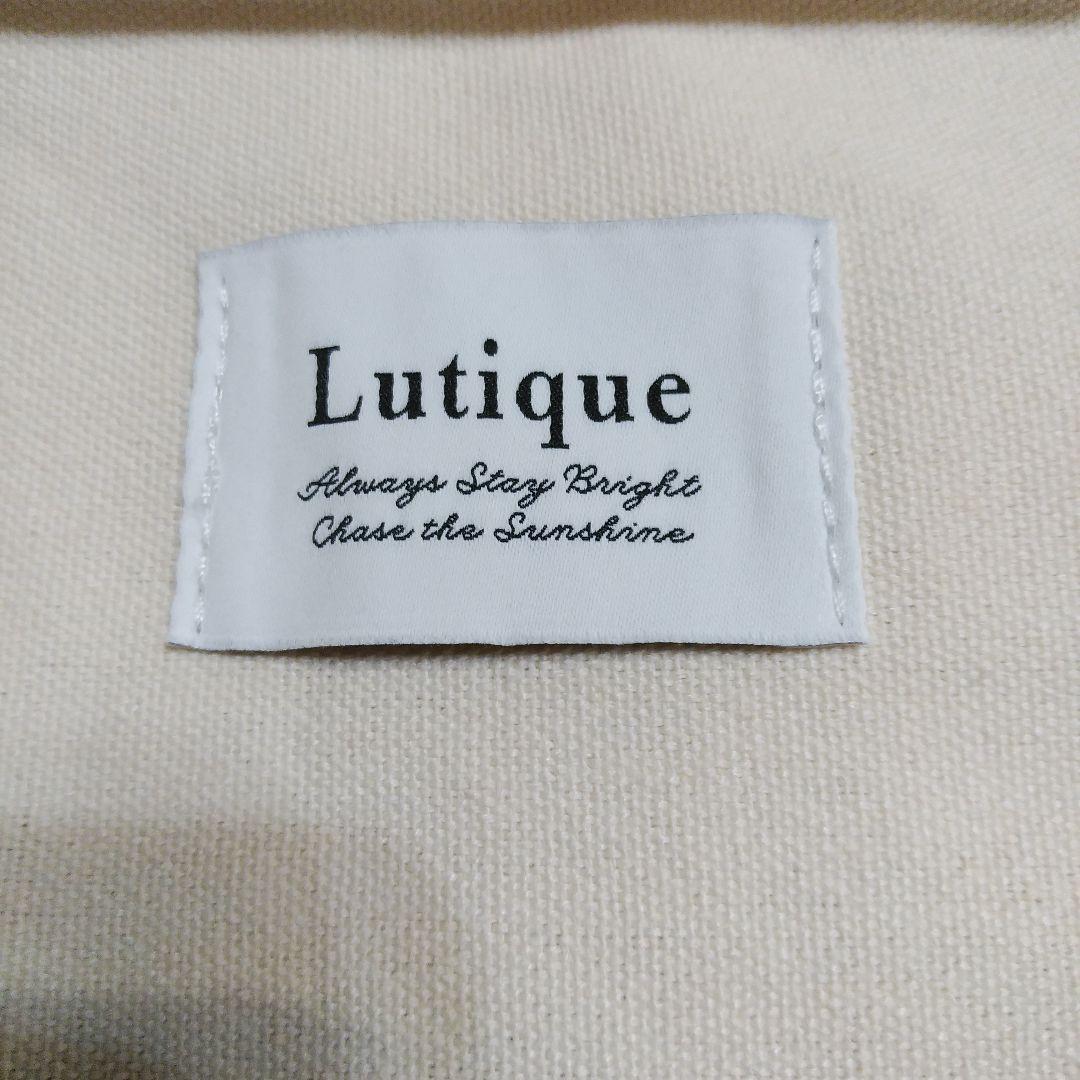 Lutique
Always Stay Bright
Chase the Sunshine